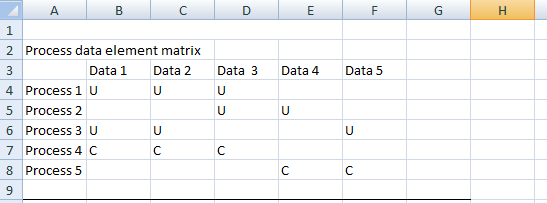 A B C D E F G H
1
2 Process data element matrix
3 Data 1 Data 2 Data  3 Data 4 Data 5
4 Process 1 U U U
5 Process 2 U U
6 Process 3 U U U
7 Process 4 C C C
8 Process 5 C C
9